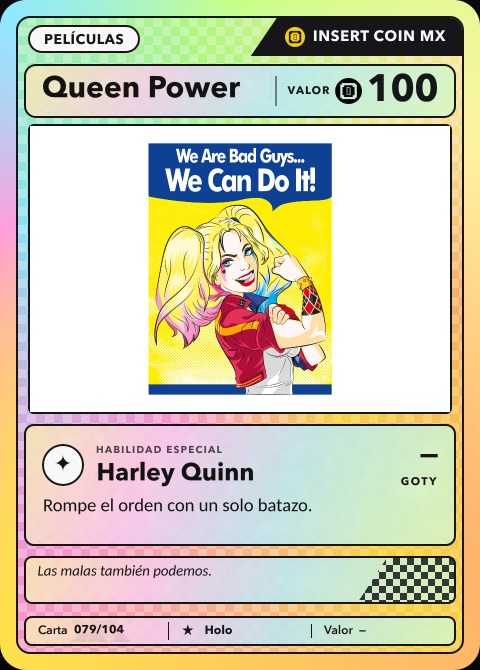 PELÍCULAS
INSERT COIN MX
Queen Power
VALOR 100
We Are Bad Guys...
We Can Do It!
HABILIDAD ESPECIAL
Harley Quinn
–
GOTY
Rompe el orden con un solo batazo.
Las malas también podemos.
Carta 079/104 ★ Holo Valor –